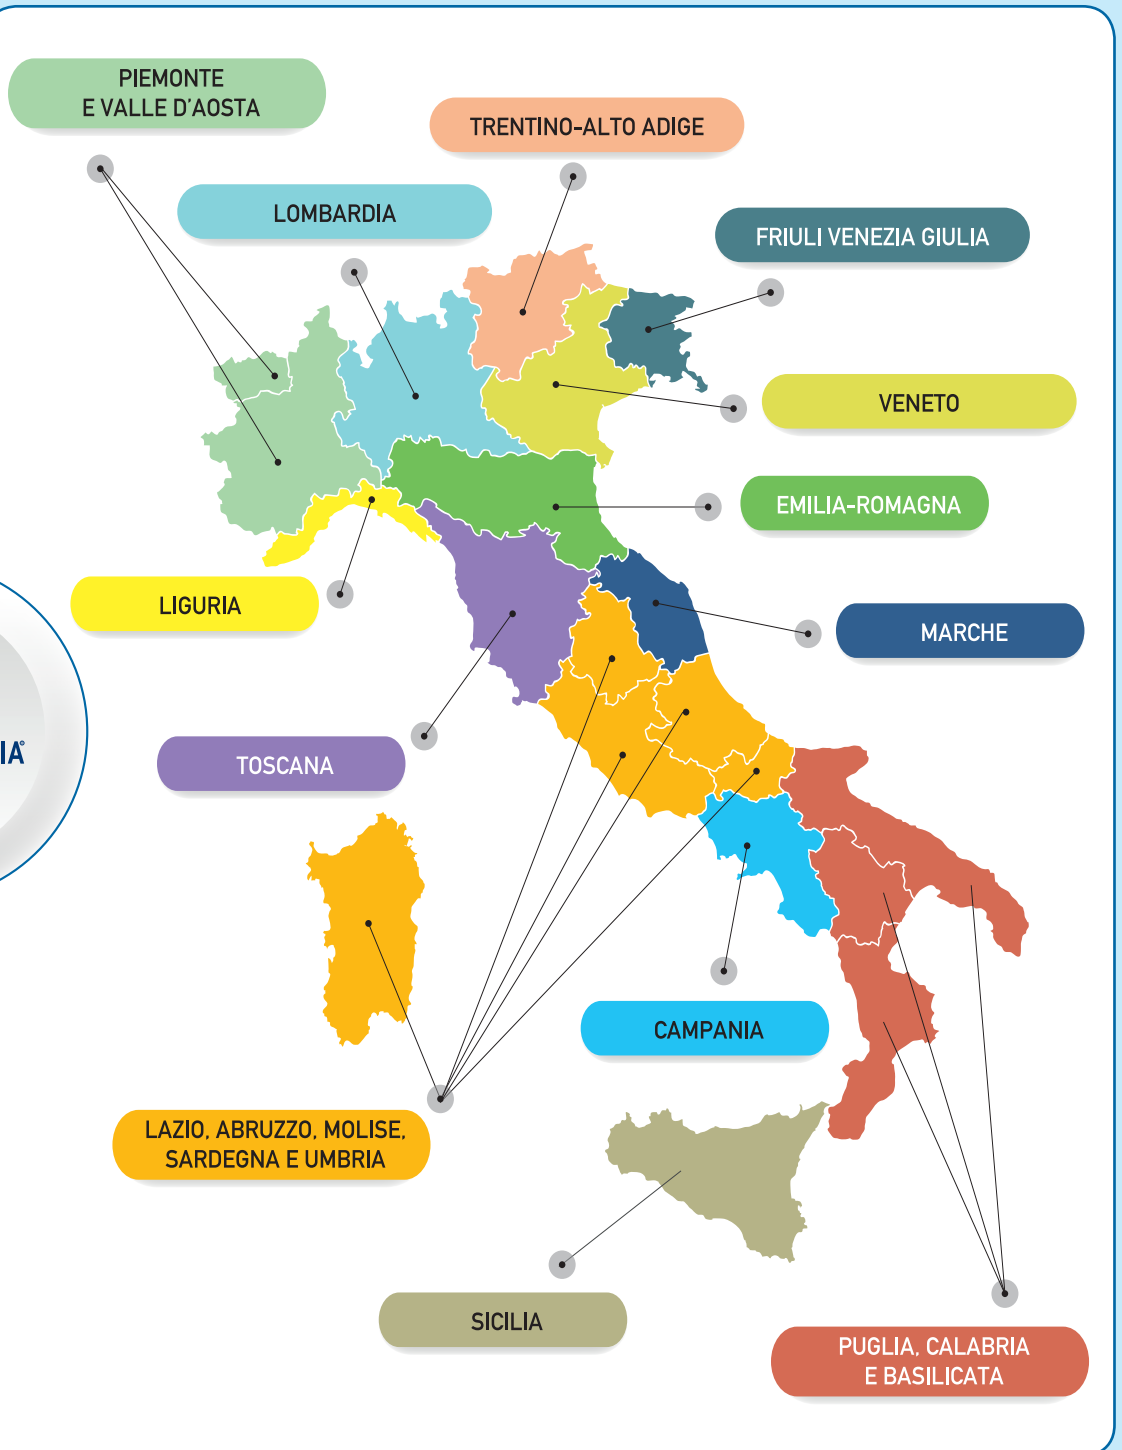 PIEMONTE
E VALLE D'AOSTA
TRENTINO-ALTO ADIGE
LOMBARDIA
FRIULI VENEZIA GIULIA
VENETO
EMILIA-ROMAGNA
LIGURIA
MARCHE
IA°
TOSCANA
CAMPANIA
LAZIO, ABRUZZO, MOLISE,
SARDEGNA E UMBRIA
SICILIA
PUGLIA, CALABRIA
E BASILICATA